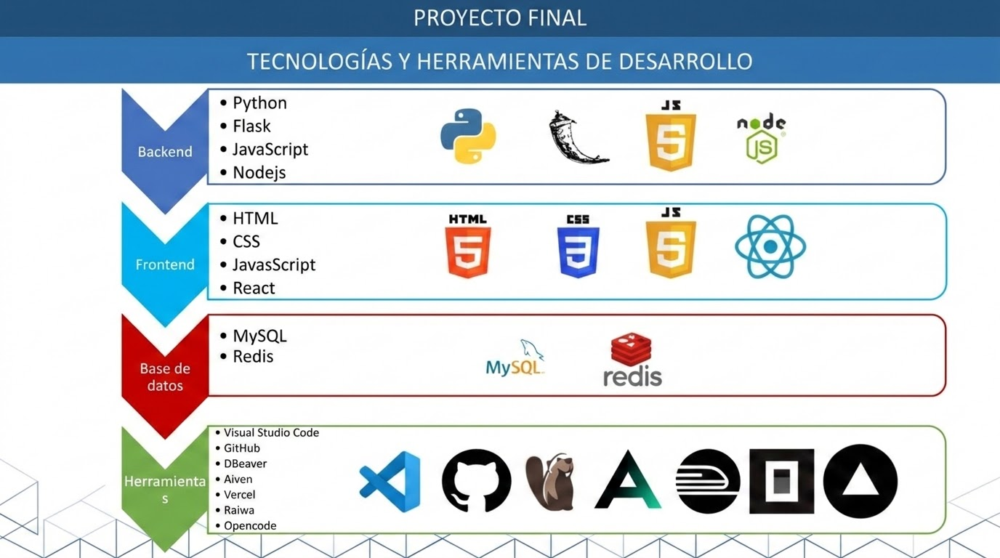 PROYECTO FINAL
TECNOLOGÍAS Y HERRAMIENTAS DE DESARROLLO
Backend
• Python
• Flask
• JavaScript
• Nodejs
JS
node
JS
Frontend
• HTML
• CSS
• JavasScript
• React
HTML
CSS
JS
Base de
datos
• MySQL
• Redis
MySQL
redis
Herramienta
s
• Visual Studio Code
• GitHub
• DBeaver
• Aiven
• Vercel
• Raiwa
• Opencode